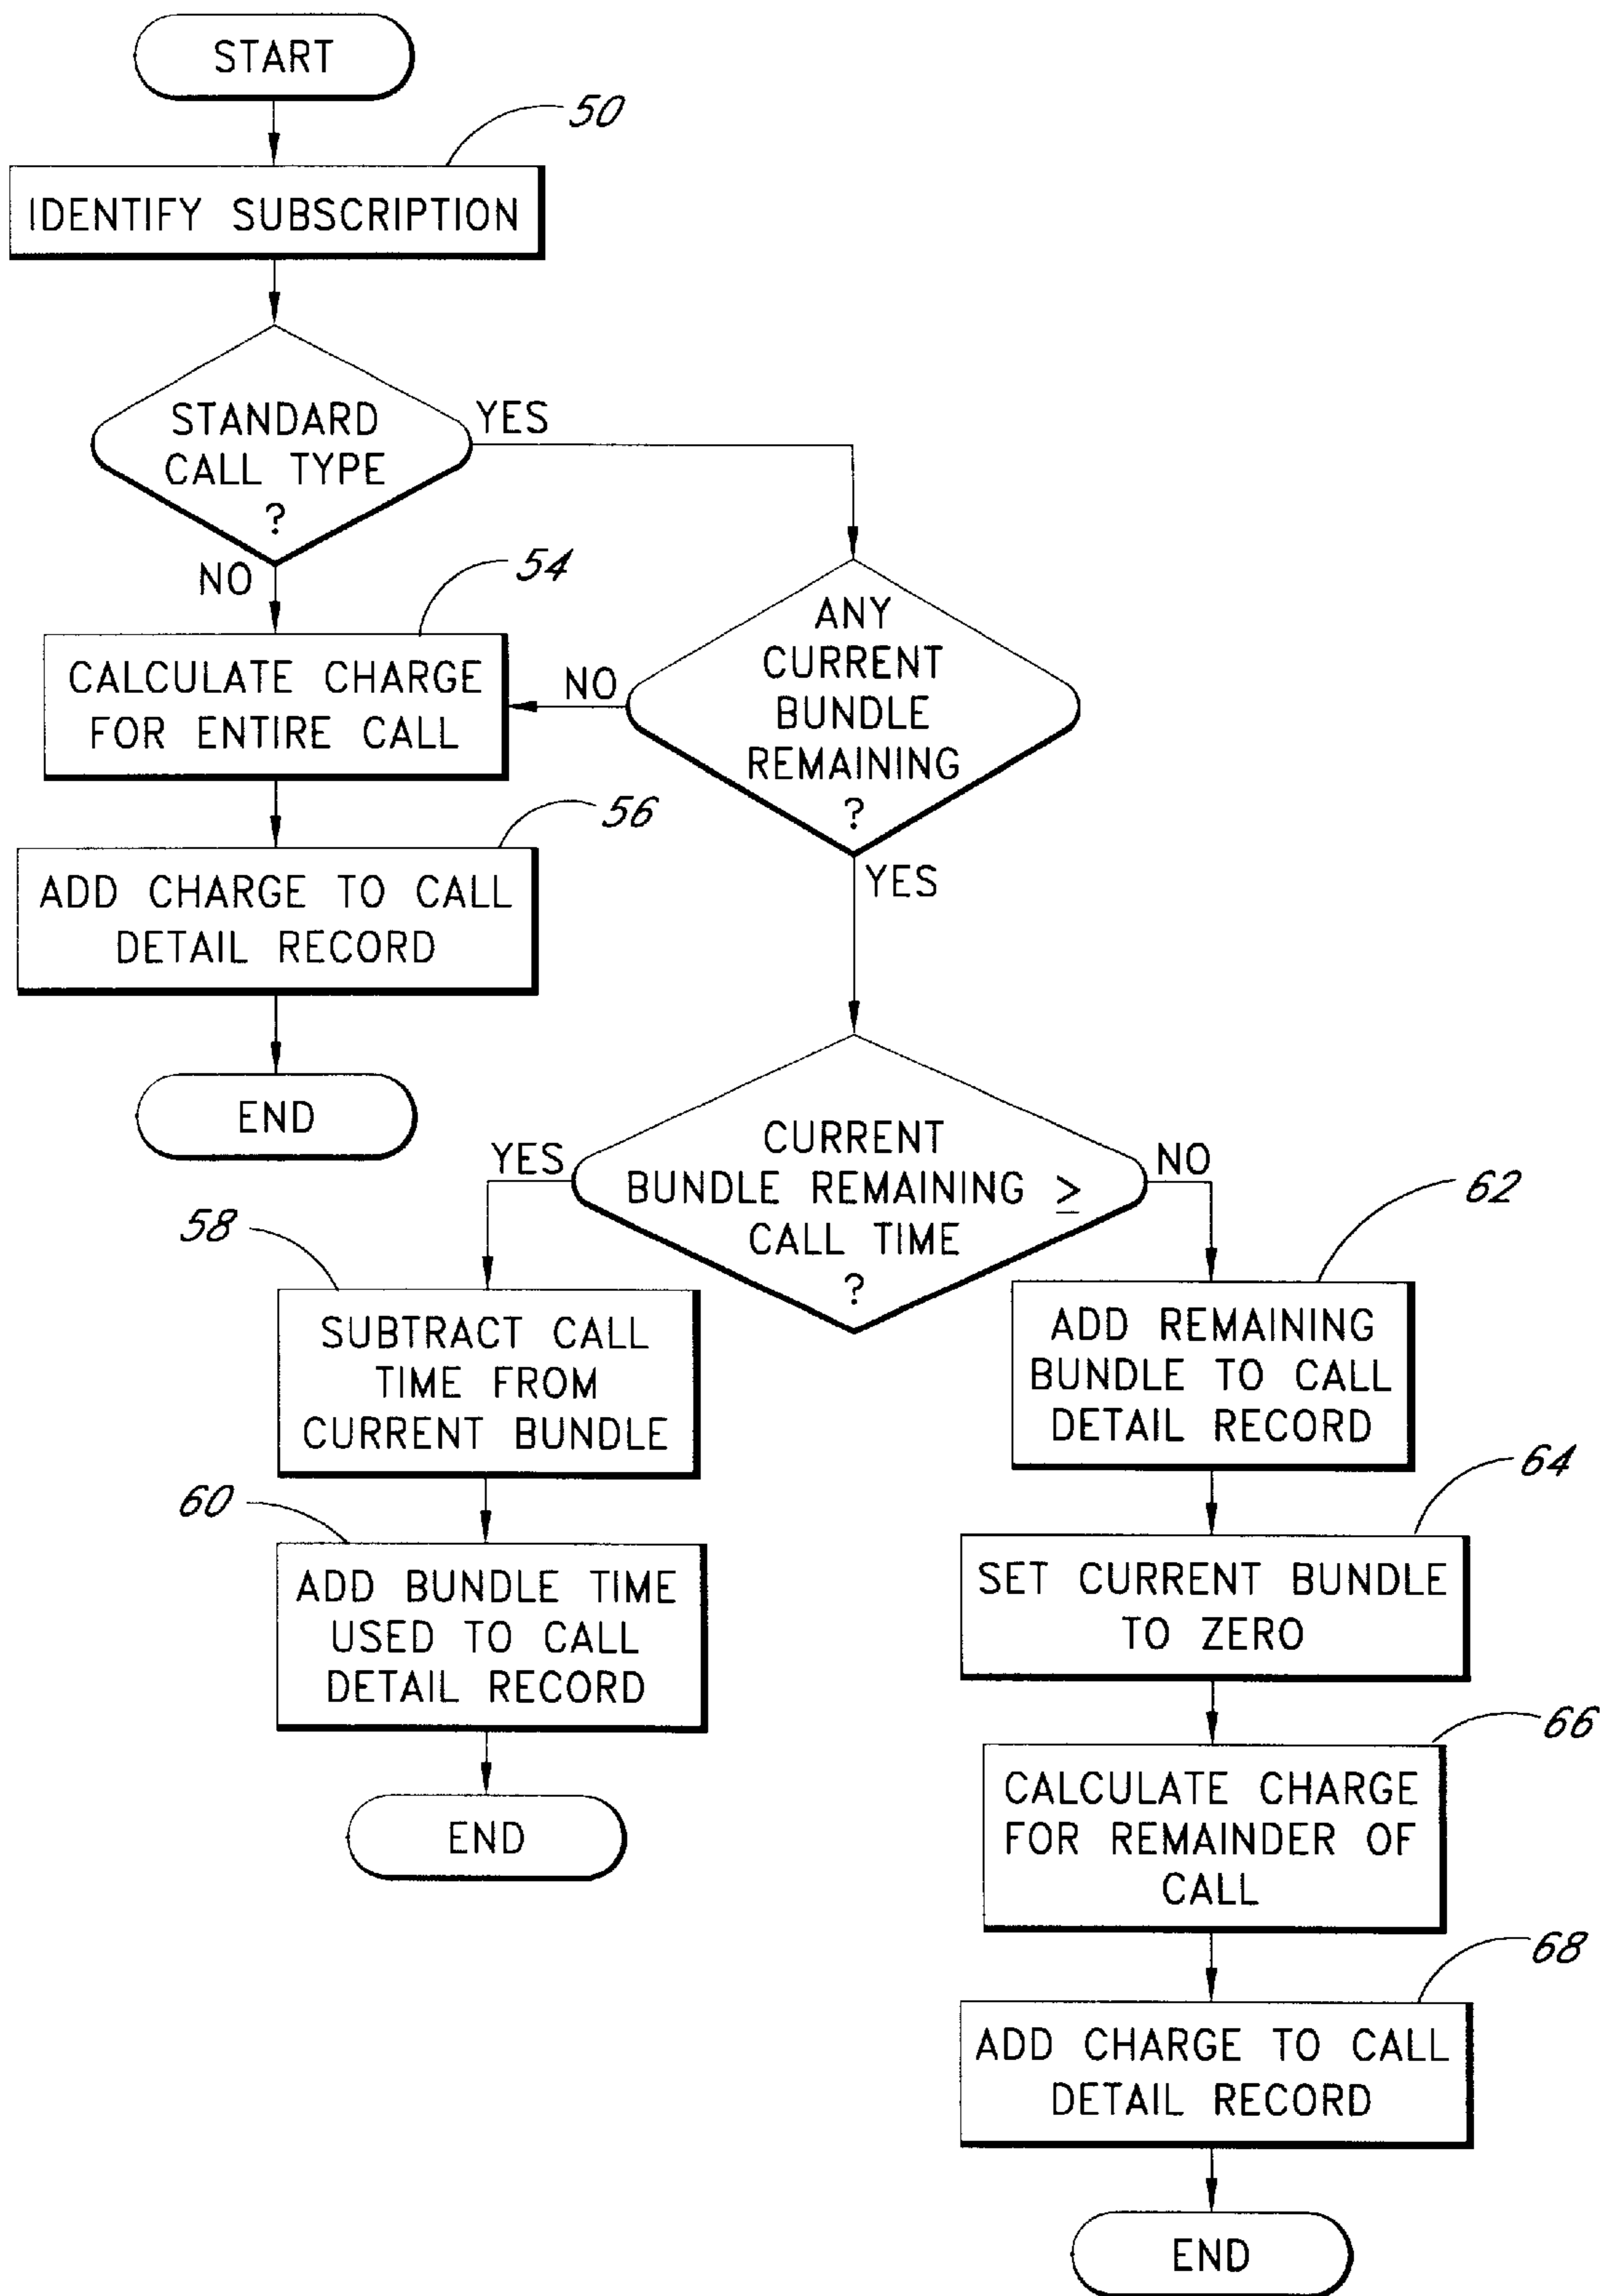 START
50
IDENTIFY SUBSCRIPTION
STANDARD
CALL TYPE
?
YES
NO
54
CALCULATE CHARGE
FOR ENTIRE CALL
ANY
CURRENT
BUNDLE
REMAINING
?
NO
YES
56
ADD CHARGE TO CALL
DETAIL RECORD
END
CURRENT
BUNDLE REMAINING ≥
CALL TIME
?
YES
NO
58
SUBTRACT CALL
TIME FROM
CURRENT BUNDLE
60
ADD BUNDLE TIME
USED TO CALL
DETAIL RECORD
END
62
ADD REMAINING
BUNDLE TO CALL
DETAIL RECORD
64
SET CURRENT BUNDLE
TO ZERO
66
CALCULATE CHARGE
FOR REMAINDER OF
CALL
68
ADD CHARGE TO CALL
DETAIL RECORD
END